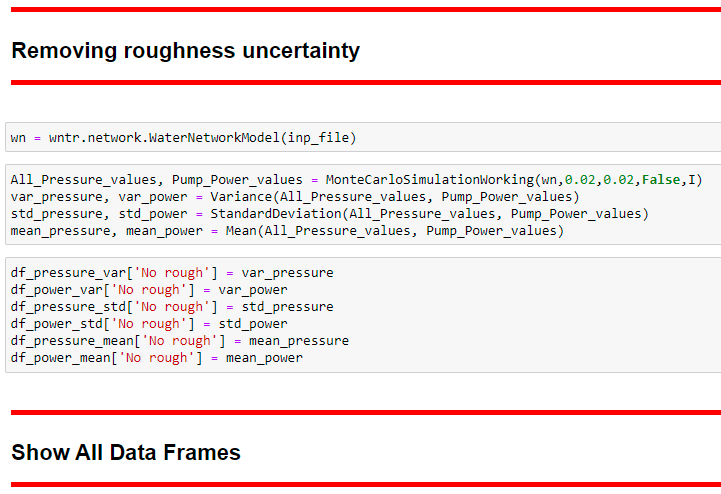 Removing roughness uncertainty
wn = wntr.network.WaterNetworkModel(inp_file)
All_Pressure_values, Pump_Power_values = MonteCarloSimulationWorking(wn,0.02,0.02,False,I)
var_pressure, var_power = Variance(All_Pressure_values, Pump_Power_values)
std_pressure, std_power = StandardDeviation(All_Pressure_values, Pump_Power_values)
mean_pressure, mean_power = Mean(All_Pressure_values, Pump_Power_values)
df_pressure_var['No rough'] = var_pressure
df_power_var['No rough'] = var_power
df_pressure_std['No rough'] = std_pressure
df_power_std['No rough'] = std_power
df_pressure_mean['No rough'] = mean_pressure
df_power_mean['No rough'] = mean_power
Show All Data Frames